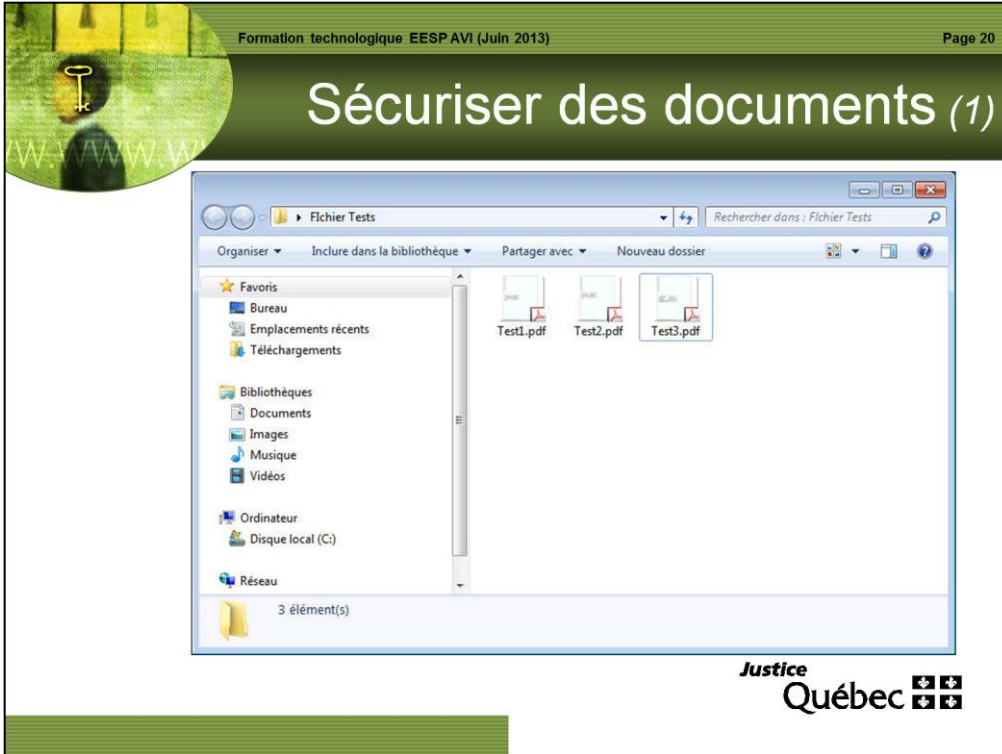 Formation technologique EESP AVI (Juin 2013) Page 20
Sécuriser des documents (1)
W.WWW.W
FIchier Tests Rechercher dans : FIchier Tests
Organiser Inclure dans la bibliothèque Partager avec Nouveau dossier
Favoris
Bureau
Emplacements récents
Téléchargements
Bibliothèques
Documents
Images
Musique
Vidéos
Ordinateur
Disque local (C:)
Réseau
Test1.pdf Test2.pdf Test3.pdf
3 élément(s)
Justice
Québec